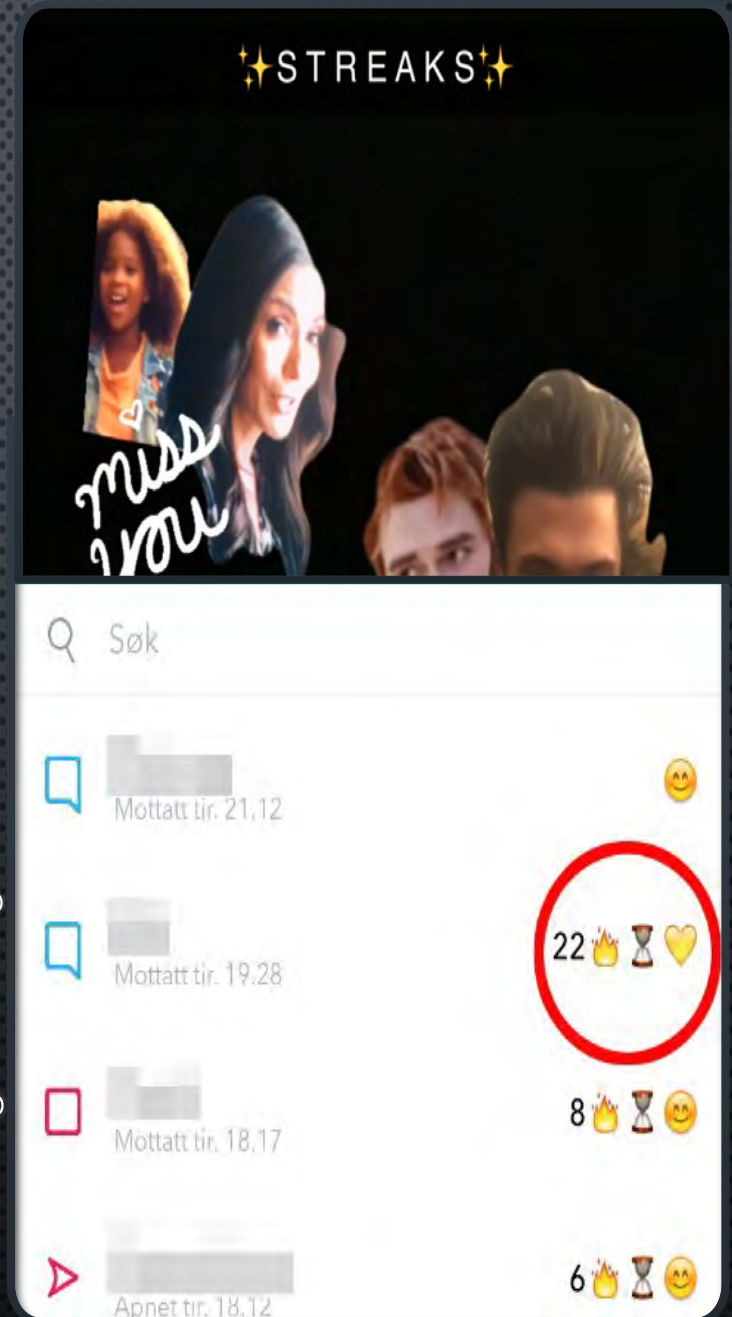 ✨STREAKS✨
miss
you
Søk
Mottatt tir. 21.12
22🔥⌛💛
Mottatt tir. 19.28
8🔥⌛😊
Mottatt tir. 18.17
6🔥⌛😊
Åpnet tir. 18.12